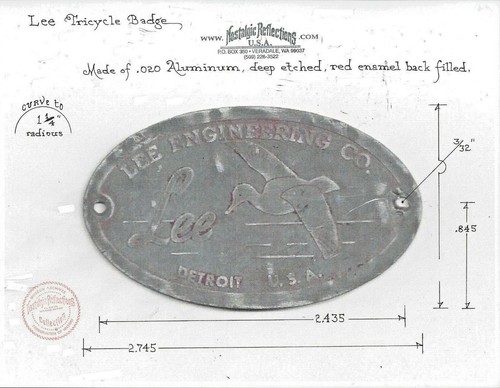 Lee Tricycle Badge
www. Nostalgic Reflections .com
U.S.A.
P.O. BOX 350 • VERADALE, WA 99037
(509) 226-3522
Made of .020 Aluminum, deep etched, red enamel back filled.
curve to
1 1/4"
radious
3/32"
LEE ENGINEERING CO.
Lee
.845
DETROIT U.S.A.
2.435
2.745